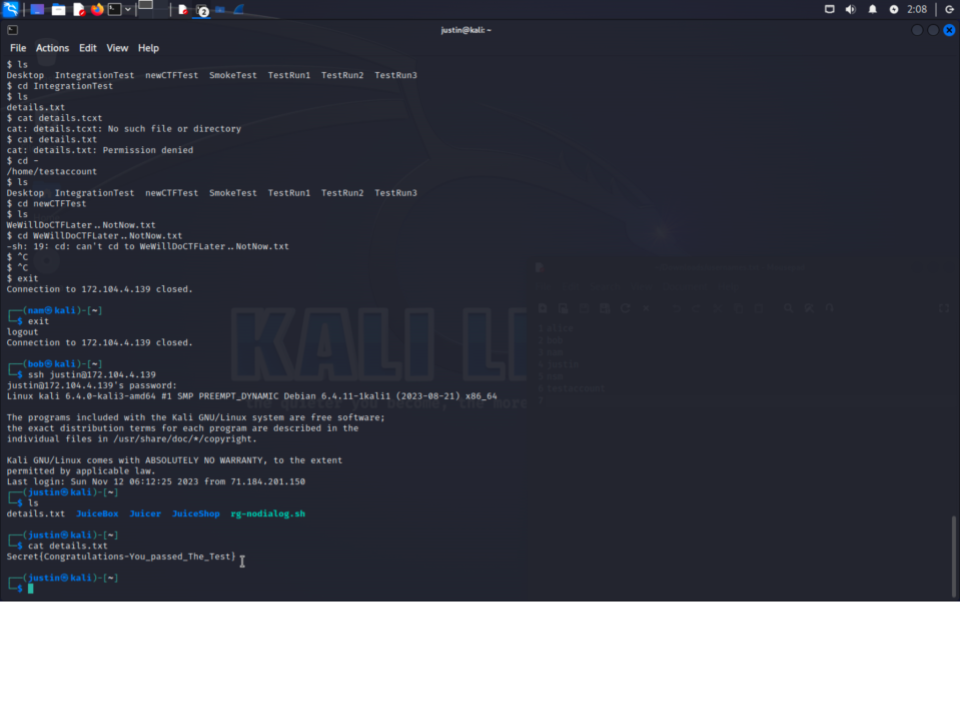 2
2:08
justin@kali: ~
File Actions Edit View Help
$ ls
Desktop IntegrationTest newCTFTest SmokeTest TestRun1 TestRun2 TestRun3
$ cd IntegrationTest
$ ls
details.txt
$ cat details.tcxt
cat: details.tcxt: No such file or directory
$ cat details.txt
cat: details.txt: Permission denied
$ cd -
/home/testaccount
$ ls
Desktop IntegrationTest newCTFTest SmokeTest TestRun1 TestRun2 TestRun3
$ cd newCTFTest
$ ls
WeWillDoCTFLater..NotNow.txt
$ cd WeWillDoCTFLater..NotNow.txt
-sh: 19: cd: can't cd to WeWillDoCTFLater..NotNow.txt
$ ^C
$ ^C
$ exit
Connection to 172.104.4.139 closed.
┌──(nam㉿kali)-[~]
└─$ exit
logout
Connection to 172.104.4.139 closed.
┌──(bob㉿kali)-[~]
└─$ ssh justin@172.104.4.139
justin@172.104.4.139's password:
Linux kali 6.4.0-kali3-amd64 #1 SMP PREEMPT_DYNAMIC Debian 6.4.11-1kali1 (2023-08-21) x86_64
The programs included with the Kali GNU/Linux system are free software;
the exact distribution terms for each program are described in the
individual files in /usr/share/doc/*/copyright.
Kali GNU/Linux comes with ABSOLUTELY NO WARRANTY, to the extent
permitted by applicable law.
Last login: Sun Nov 12 06:12:25 2023 from 71.184.201.150
┌──(justin㉿kali)-[~]
└─$ ls
details.txt JuiceBox Juicer JuiceShop rg-nodialog.sh
┌──(justin㉿kali)-[~]
└─$ cat details.txt
Secret{Congratulations-You_passed_The_Test}
┌──(justin㉿kali)-[~]
└─$
KALI LI
the quieter you become, the more